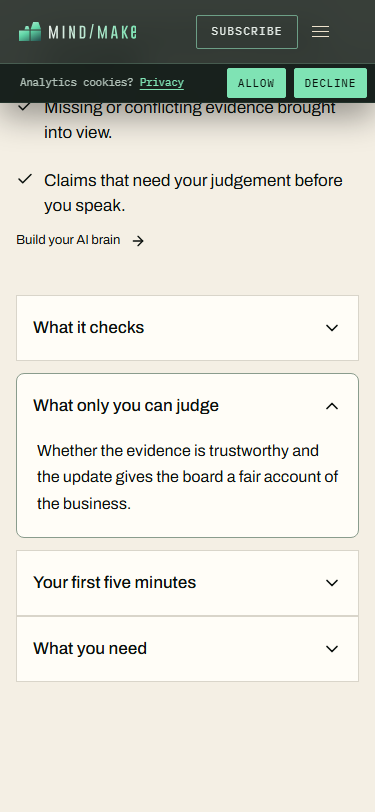 MIND/MAKE
SUBSCRIBE
Analytics cookies? Privacy
ALLOW
DECLINE
Missing or conflicting evidence brought
into view.
Claims that need your judgement before
you speak.
Build your AI brain
What it checks
What only you can judge
Whether the evidence is trustworthy and
the update gives the board a fair account of
the business.
Your first five minutes
What you need